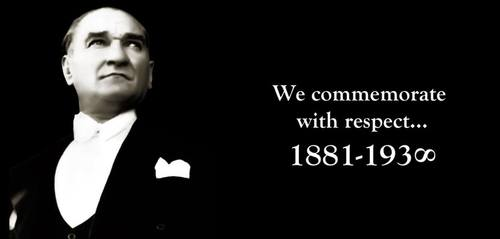 We commemorate
with respect...
1881-193∞